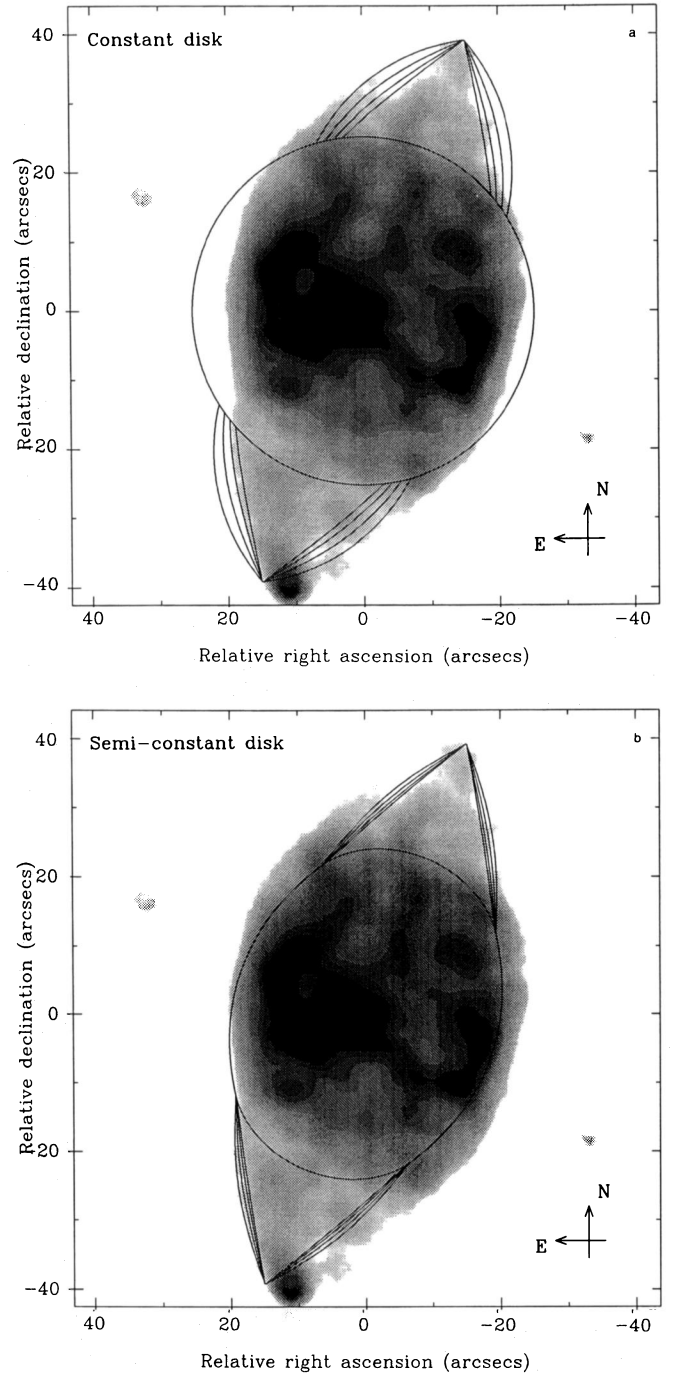 Constant disk
a
40
20
0
20
−40
Relative declination (arcsecs)
N
E
40
20
0
−20
−40
Relative right ascension (arcsecs)
Semi−constant disk
b
40
20
0
−20
−40
Relative declination (arcsecs)
N
E
40
20
0
−20
−40
Relative right ascension (arcsecs)